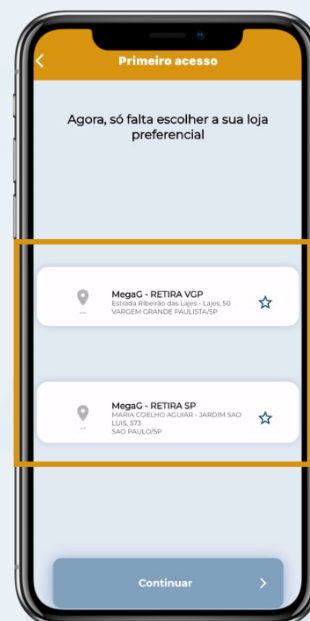 Primeiro acesso
Agora, só falta escolher a sua loja
preferencial
MegaG - RETIRA VGP
Estrada Ribeirão das Lajes - Lajes, 50
VARGEM GRANDE PAULISTA/SP
MegaG - RETIRA SP
MARIA COELHO AGUIAR - JARDIM SAO
LUIS, 573
SAO PAULO/SP
Continuar